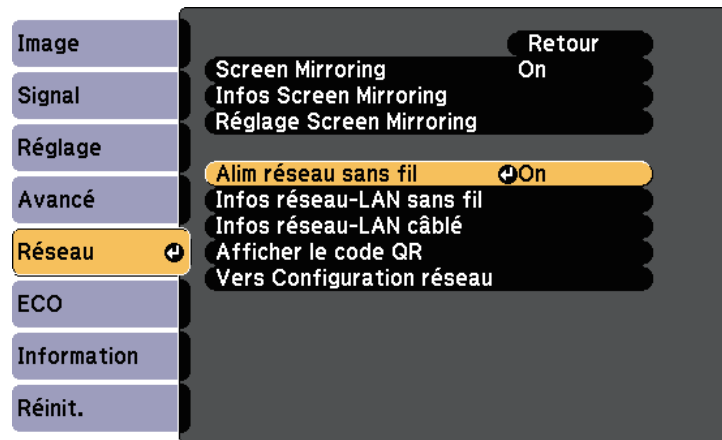 Image
Signal
Réglage
Avancé
Réseau
ECO
Information
Réinit.
Retour
Screen Mirroring On
Infos Screen Mirroring
Réglage Screen Mirroring
Alim réseau sans fil On
Infos réseau-LAN sans fil
Infos réseau-LAN câblé
Afficher le code QR
Vers Configuration réseau